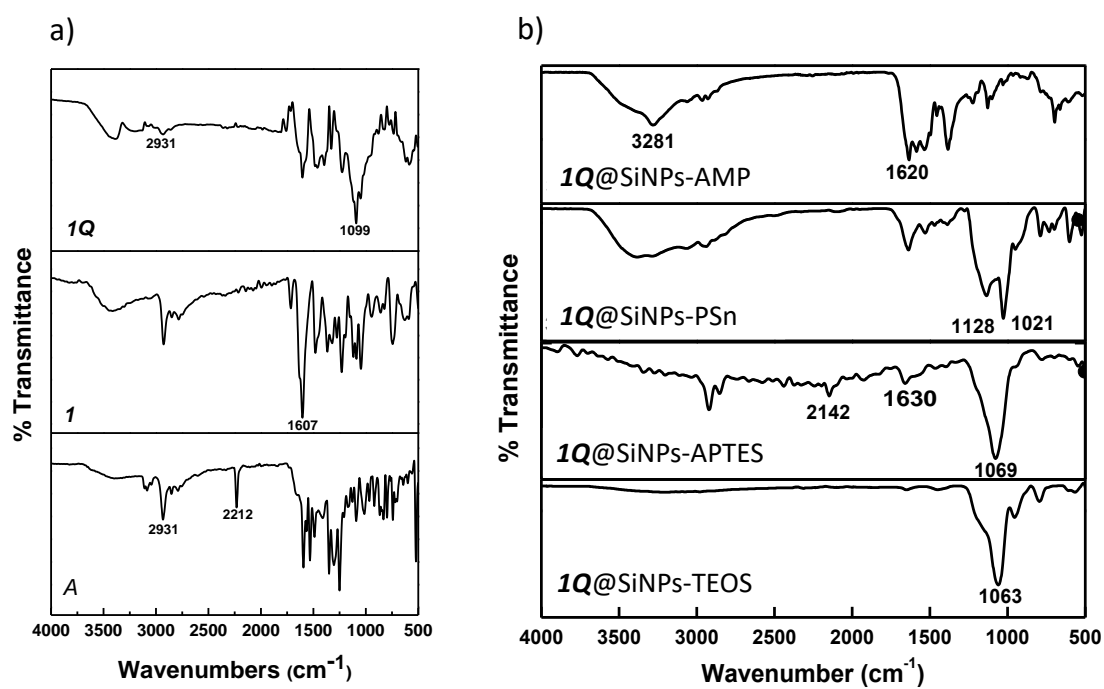 a)
2931
1Q
1099
1
1607
2931
2212
A
4000 3500 3000 2500 2000 1500 1000 500
Wavenumbers (cm-1)
% Transmittance
b)
3281
1620
1Q@SiNPs-AMP
1Q@SiNPs-PSn
1128 1021
2142
1630
1Q@SiNPs-APTES
1069
1Q@SiNPs-TEOS
1063
4000 3500 3000 2500 2000 1500 1000 500
Wavenumber (cm-1)
% Transmittance